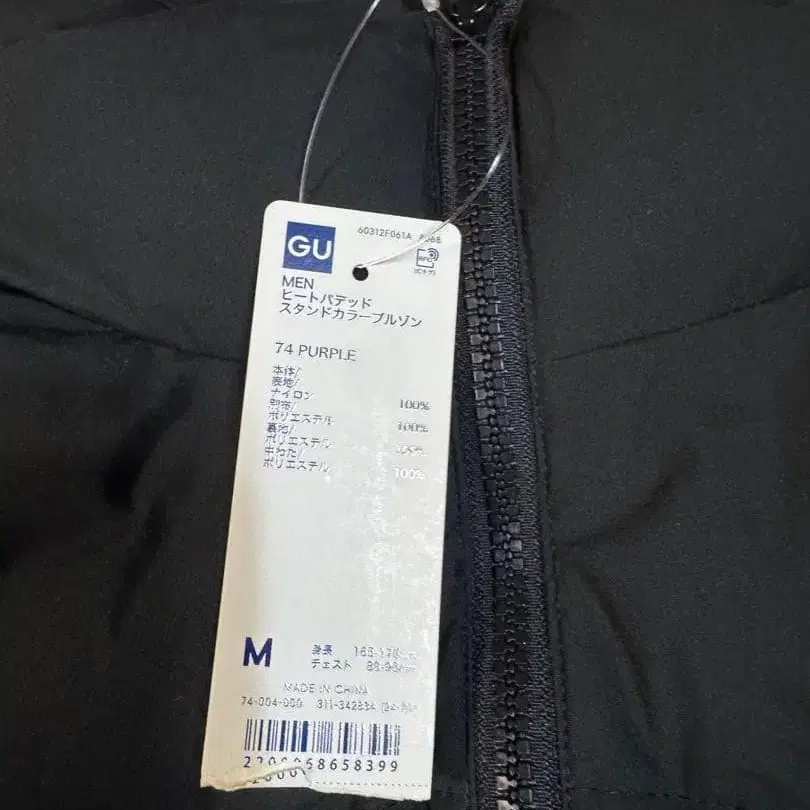 GU
60312F061A
RFID
MEN
ヒートパデッド
スタンドカラーブルゾン
74 PURPLE
本体/
表地/
ナイロン 100%
別布/
ポリエステル 100%
裏地/
ポリエステル 100%
中わた/
ポリエステル 100%
M
身長
チェスト
MADE IN CHINA
74-004-000